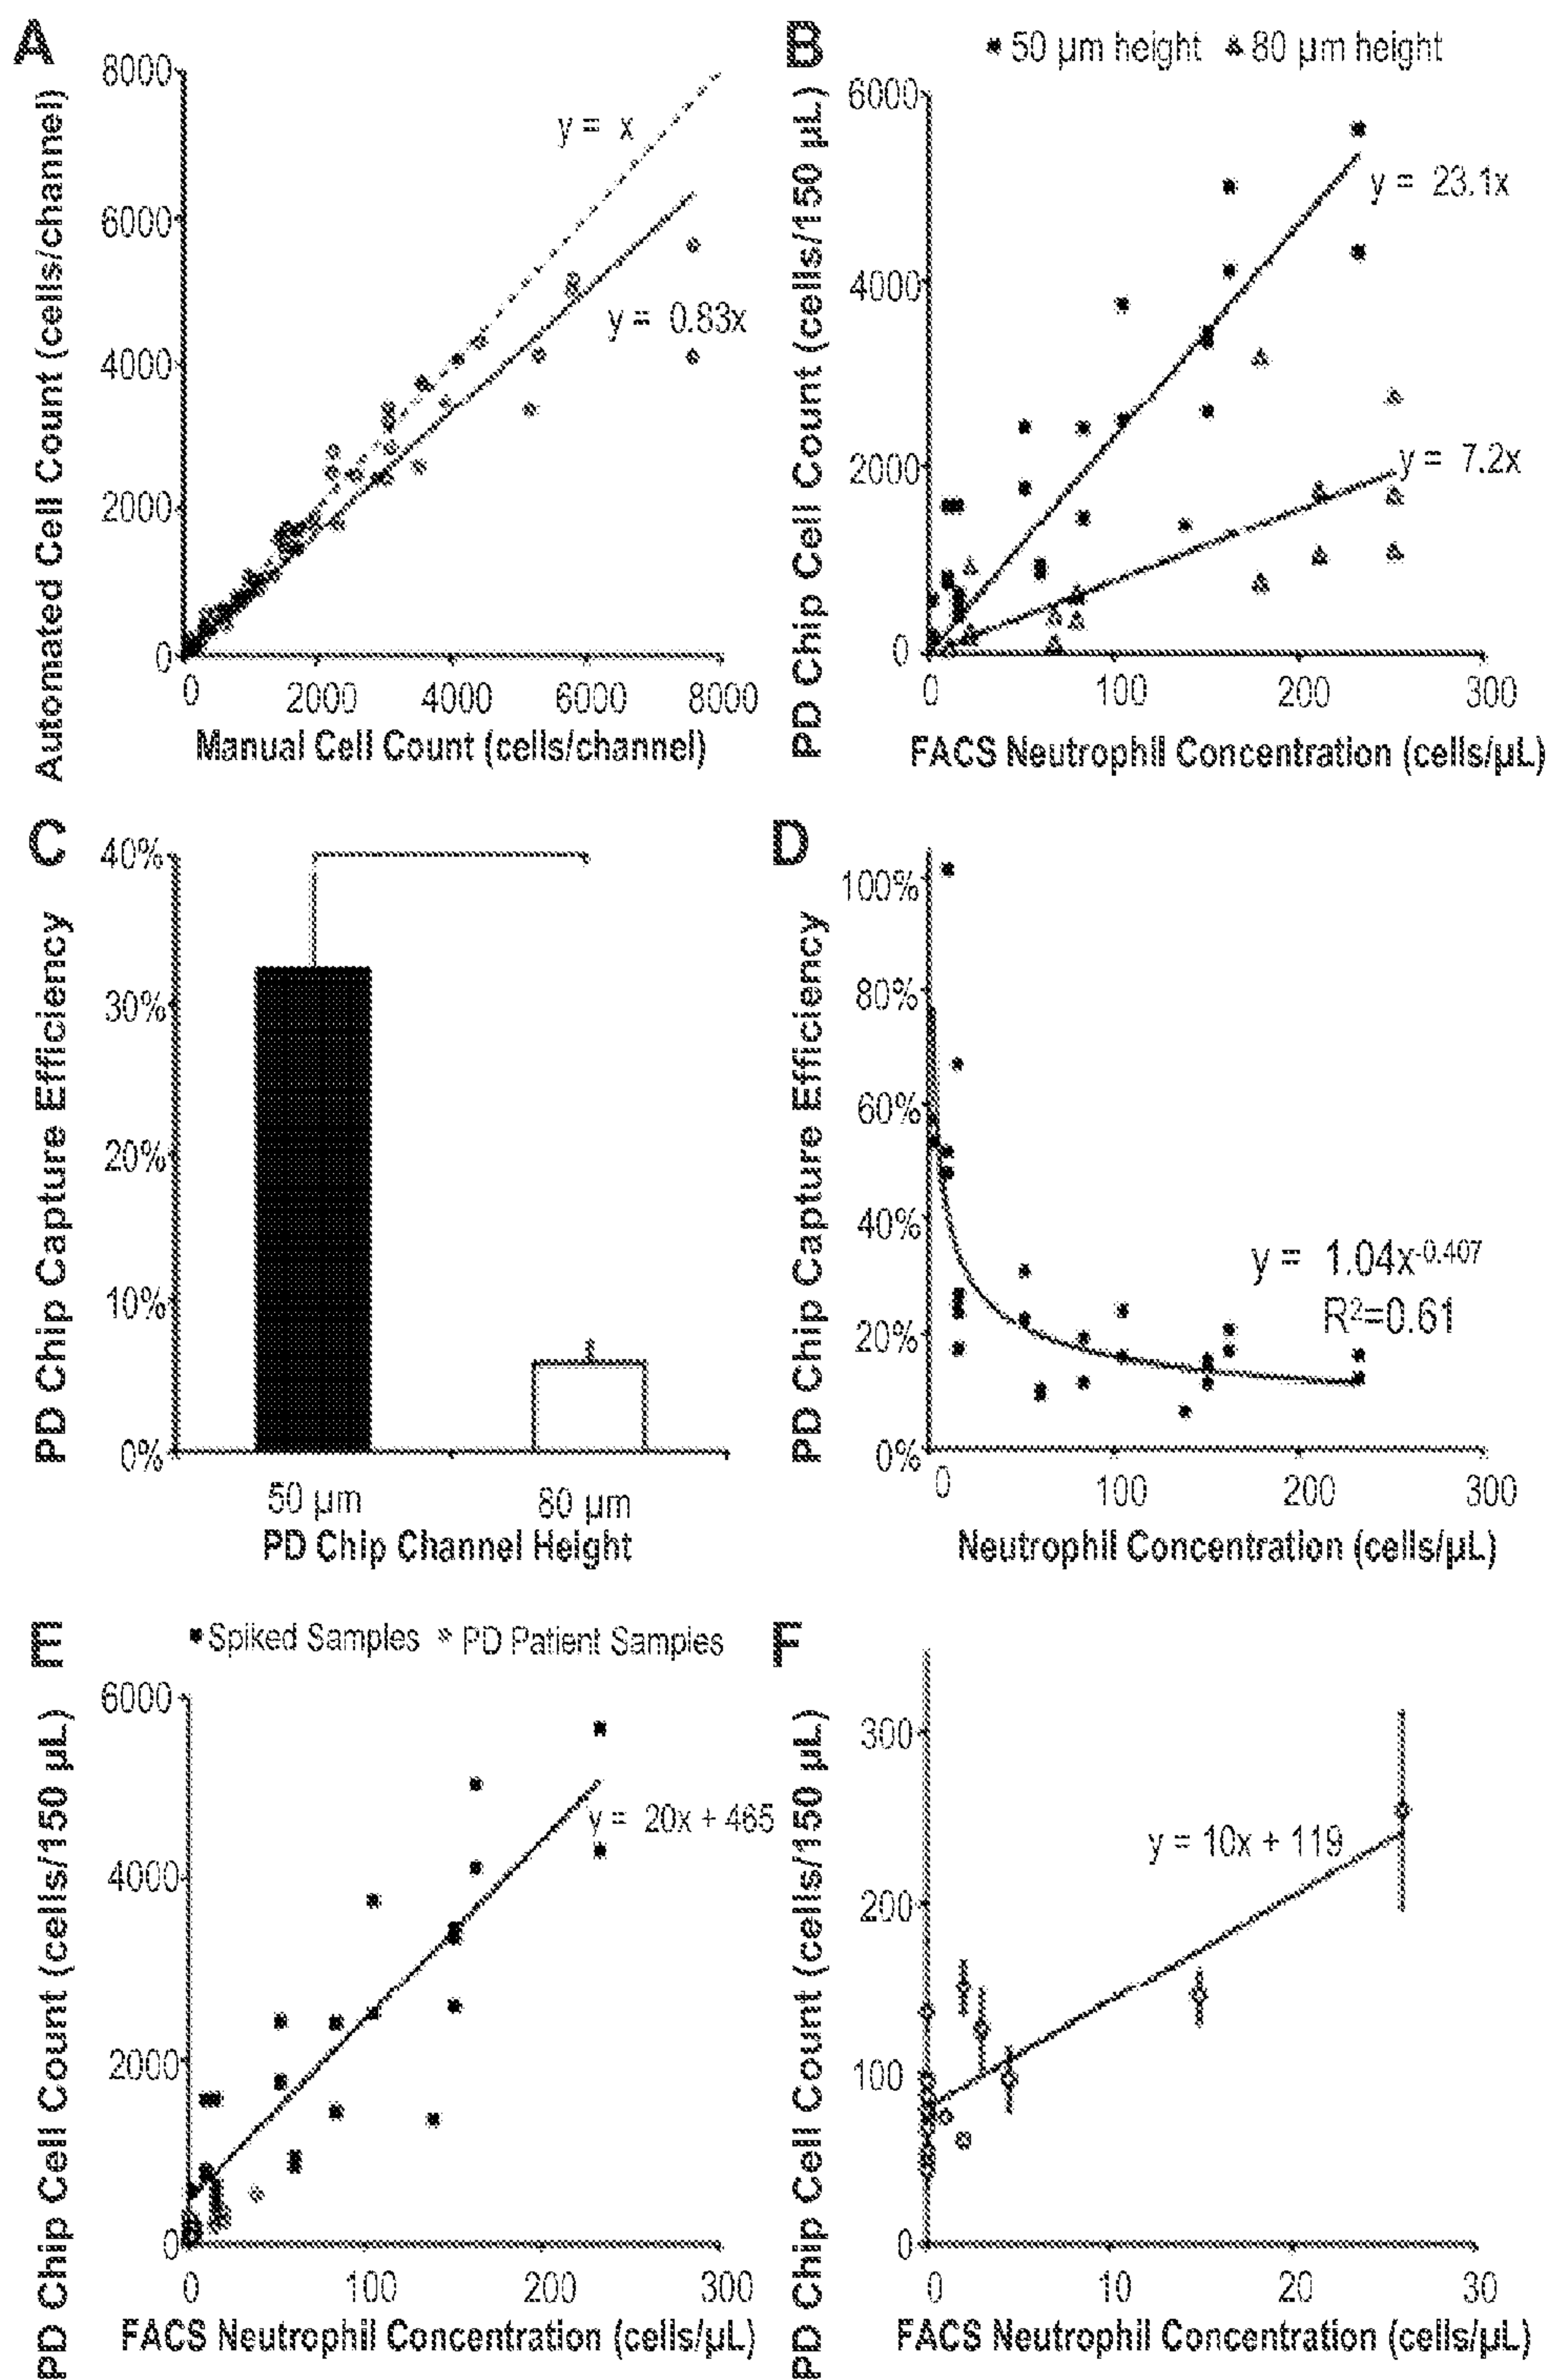 A
Automated Cell Count (cells/channel)
8000
6000
4000
2000
0
y = x
y = 0.83x
0 2000 4000 6000 8000
Manual Cell Count (cells/channel)
B
50 µm height 80 µm height
PD Chip Cell Count (cells/150 µL)
6000
4000
2000
0
y = 23.1x
y = 7.2x
0 100 200 300
FACS Neutrophil Concentration (cells/µL)
C
PD Chip Capture Efficiency
40%
30%
20%
10%
0%
50 µm 80 µm
PD Chip Channel Height
D
PD Chip Capture Efficiency
100%
80%
60%
40%
20%
0%
y = 1.04x-0.407
R²=0.61
0 100 200 300
Neutrophil Concentration (cells/µL)
E
Spiked Samples PD Patient Samples
PD Chip Cell Count (cells/150 µL)
6000
4000
2000
0
y = 20x + 465
0 100 200 300
FACS Neutrophil Concentration (cells/µL)
F
PD Chip Cell Count (cells/150 µL)
300
200
100
0
y = 10x + 119
0 10 20 30
FACS Neutrophil Concentration (cells/µL)